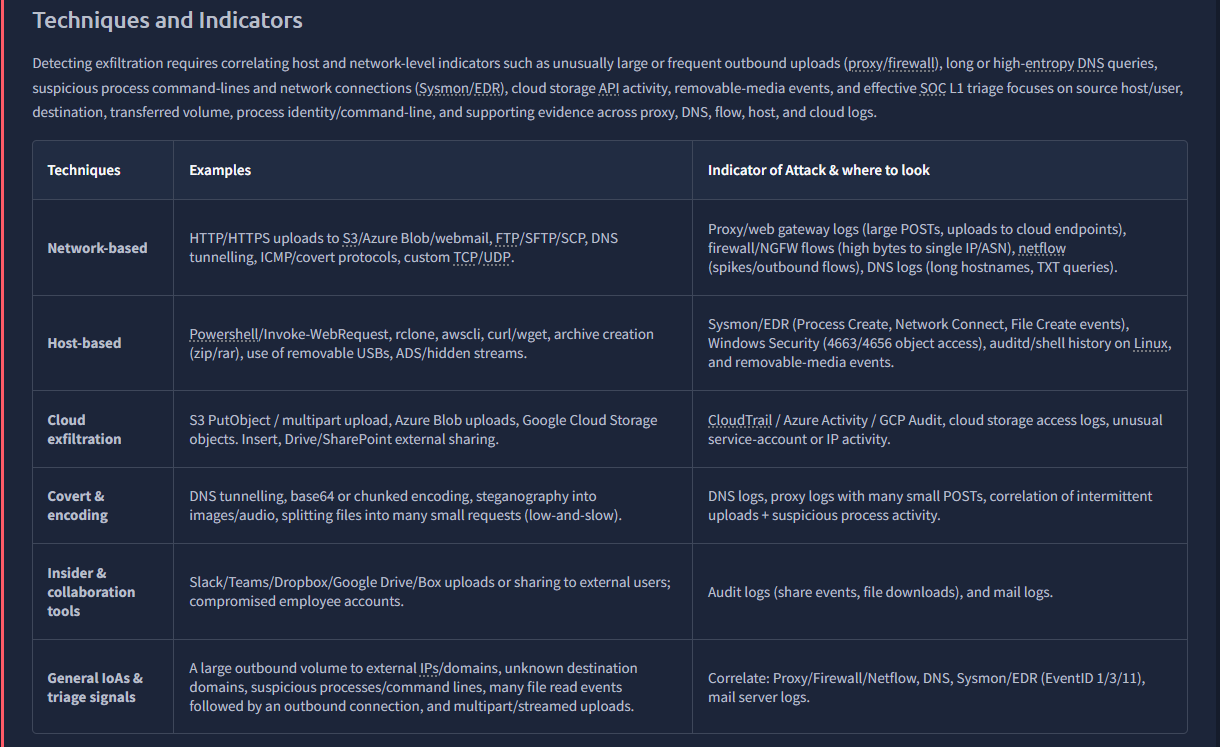 Techniques and Indicators
Detecting exfiltration requires correlating host and network-level indicators such as unusually large or frequent outbound uploads (proxy/firewall), long or high-entropy DNS queries,
suspicious process command-lines and network connections (Sysmon/EDR), cloud storage API activity, removable-media events, and effective SOC L1 triage focuses on source host/user,
destination, transferred volume, process identity/command-line, and supporting evidence across proxy, DNS, flow, host, and cloud logs.
Techniques
Examples
Indicator of Attack & where to look
Network-based
HTTP/HTTPS uploads to S3/Azure Blob/webmail, FTP/SFTP/SCP, DNS
tunnelling, ICMP/covert protocols, custom TCP/UDP.
Proxy/web gateway logs (large POSTs, uploads to cloud endpoints),
firewall/NGFW flows (high bytes to single IP/ASN), netflow
(spikes/outbound flows), DNS logs (long hostnames, TXT queries).
Host-based
Powershell/Invoke-WebRequest, rclone, awscli, curl/wget, archive creation
(zip/rar), use of removable USBs, ADS/hidden streams.
Sysmon/EDR (Process Create, Network Connect, File Create events),
Windows Security (4663/4656 object access), auditd/shell history on Linux,
and removable-media events.
Cloud
exfiltration
S3 PutObject / multipart upload, Azure Blob uploads, Google Cloud Storage
objects. Insert, Drive/SharePoint external sharing.
CloudTrail / Azure Activity / GCP Audit, cloud storage access logs, unusual
service-account or IP activity.
Covert &
encoding
DNS tunnelling, base64 or chunked encoding, steganography into
images/audio, splitting files into many small requests (low-and-slow).
DNS logs, proxy logs with many small POSTs, correlation of intermittent
uploads + suspicious process activity.
Insider &
collaboration
tools
Slack/Teams/Dropbox/Google Drive/Box uploads or sharing to external users;
compromised employee accounts.
Audit logs (share events, file downloads), and mail logs.
General IoAs &
triage signals
A large outbound volume to external IPs/domains, unknown destination
domains, suspicious processes/command lines, many file read events
followed by an outbound connection, and multipart/streamed uploads.
Correlate: Proxy/Firewall/Netflow, DNS, Sysmon/EDR (EventID 1/3/11),
mail server logs.